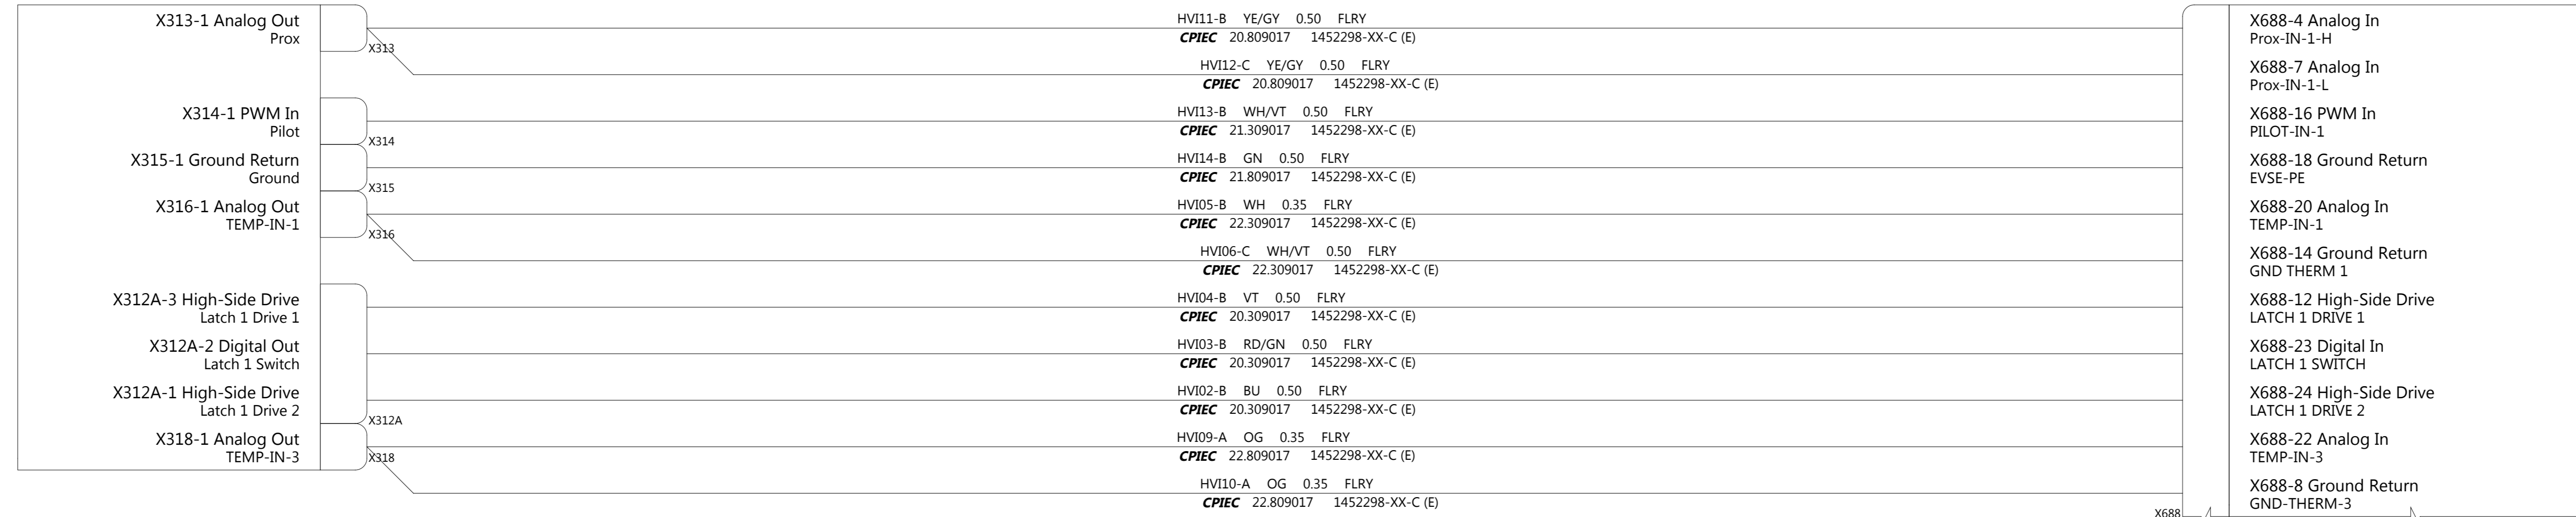 X313-1 Analog Out
Prox
X313
X314-1 PWM In
Pilot
X314
X315-1 Ground Return
Ground
X315
X316-1 Analog Out
TEMP-IN-1
X316
X312A-3 High-Side Drive
Latch 1 Drive 1
X312A-2 Digital Out
Latch 1 Switch
X312A-1 High-Side Drive
Latch 1 Drive 2
X312A
X318-1 Analog Out
TEMP-IN-3
X318
HVI11-B YE/GY 0.50 FLRY
CPIEC 20.809017 1452298-XX-C (E)
HVI12-C YE/GY 0.50 FLRY
CPIEC 20.809017 1452298-XX-C (E)
HVI13-B WH/VT 0.50 FLRY
CPIEC 21.309017 1452298-XX-C (E)
HVI14-B GN 0.50 FLRY
CPIEC 21.809017 1452298-XX-C (E)
HVI05-B WH 0.35 FLRY
CPIEC 22.309017 1452298-XX-C (E)
HVI06-C WH/VT 0.50 FLRY
CPIEC 22.309017 1452298-XX-C (E)
HVI04-B VT 0.50 FLRY
CPIEC 20.309017 1452298-XX-C (E)
HVI03-B RD/GN 0.50 FLRY
CPIEC 20.309017 1452298-XX-C (E)
HVI02-B BU 0.50 FLRY
CPIEC 20.309017 1452298-XX-C (E)
HVI09-A OG 0.35 FLRY
CPIEC 22.809017 1452298-XX-C (E)
HVI10-A OG 0.35 FLRY
CPIEC 22.809017 1452298-XX-C (E)
X688-4 Analog In
Prox-IN-1-H
X688-7 Analog In
Prox-IN-1-L
X688-16 PWM In
PILOT-IN-1
X688-18 Ground Return
EVSE-PE
X688-20 Analog In
TEMP-IN-1
X688-14 Ground Return
GND THERM 1
X688-12 High-Side Drive
LATCH 1 DRIVE 1
X688-23 Digital In
LATCH 1 SWITCH
X688-24 High-Side Drive
LATCH 1 DRIVE 2
X688-22 Analog In
TEMP-IN-3
X688-8 Ground Return
GND-THERM-3
X688